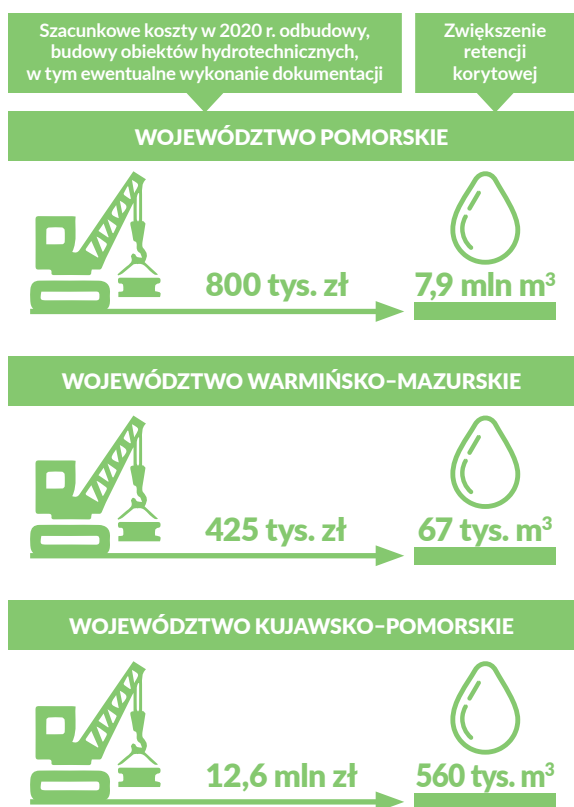 Szacunkowe koszty w 2020 r. odbudowy,
budowy obiektów hydrotechnicznych,
w tym ewentualne wykonanie dokumentacji
Zwiększenie
retencji
korytowej
WOJEWÓDZTWO POMORSKIE
800 tys. zł
7,9 mln m³
WOJEWÓDZTWO WARMIŃSKO–MAZURSKIE
425 tys. zł
67 tys. m³
WOJEWÓDZTWO KUJAWSKO–POMORSKIE
12,6 mln zł
560 tys. m³